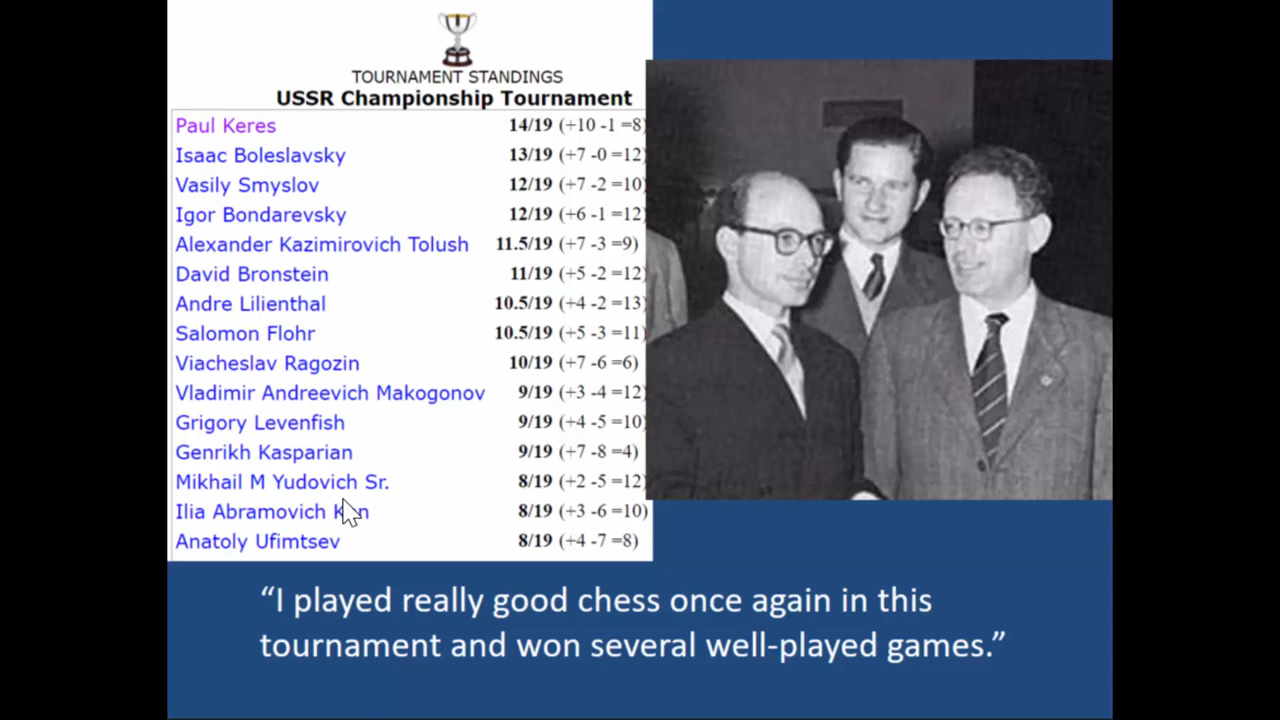 TOURNAMENT STANDINGS
USSR Championship Tournament
Paul Keres 14/19 (+10 -1 =8)
Isaac Boleslavsky 13/19 (+7 -0 =12)
Vasily Smyslov 12/19 (+7 -2 =10)
Igor Bondarevsky 12/19 (+6 -1 =12)
Alexander Kazimirovich Tolush 11.5/19 (+7 -3 =9)
David Bronstein 11/19 (+5 -2 =12)
Andre Lilienthal 10.5/19 (+4 -2 =13)
Salomon Flohr 10.5/19 (+5 -3 =11)
Viacheslav Ragozin 10/19 (+7 -6 =6)
Vladimir Andreevich Makogonov 9/19 (+3 -4 =12)
Grigory Levenfish 9/19 (+4 -5 =10)
Genrikh Kasparian 9/19 (+7 -8 =4)
Mikhail M Yudovich Sr. 8/19 (+2 -5 =12)
Ilia Abramovich 8/19 (+3 -6 =10)
Anatoly Ufimtsev 8/19 (+4 -7 =8)
“I played really good chess once again in this
tournament and won several well-played games.”